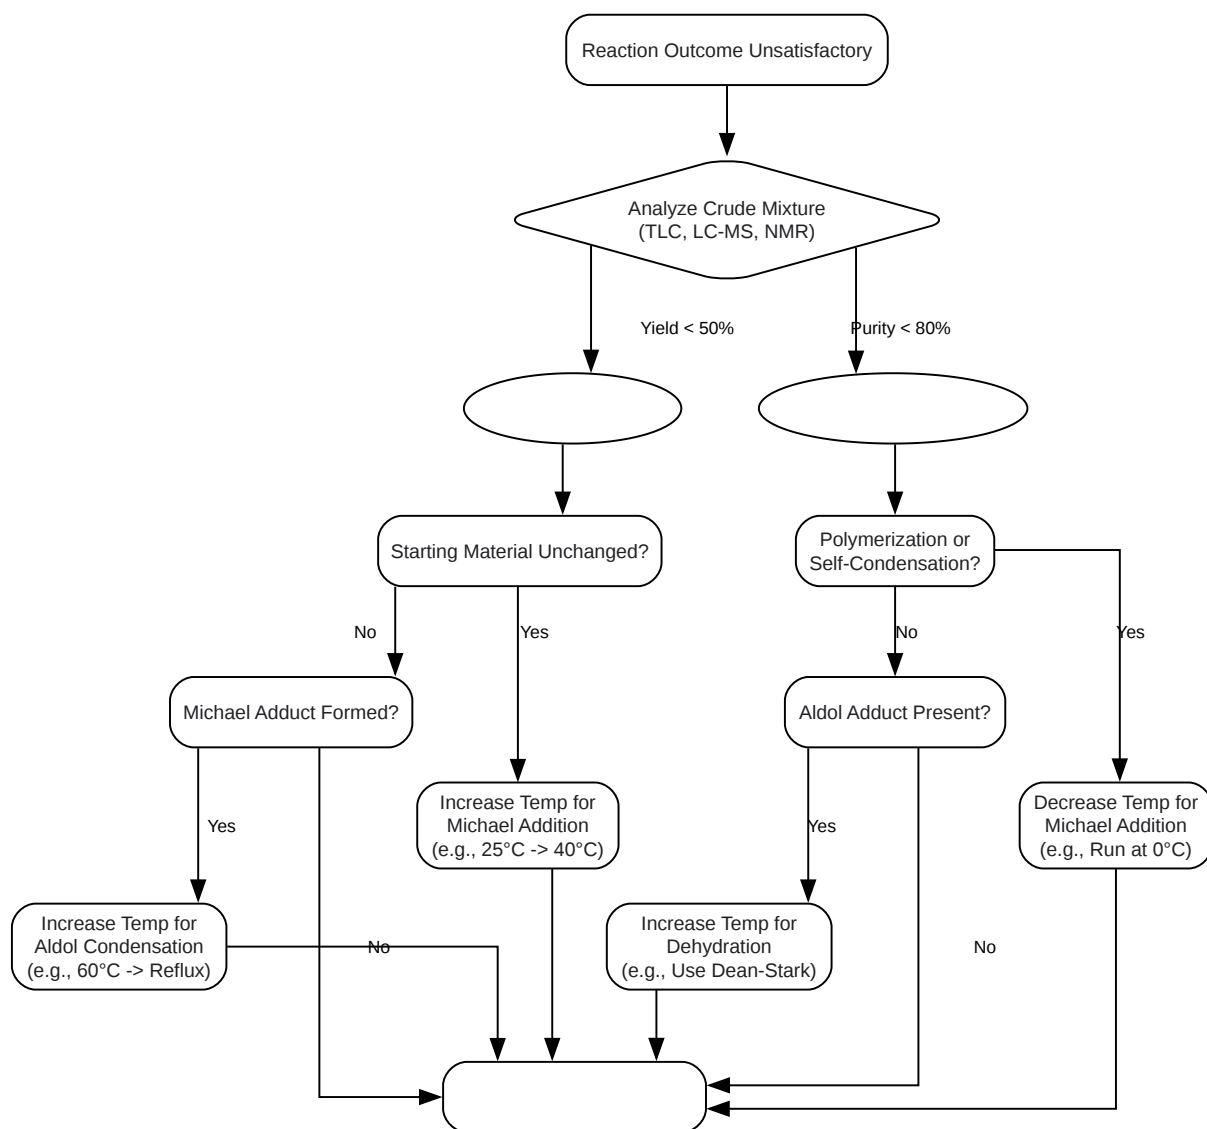 Reaction Outcome Unsatisfactory
Analyze Crude Mixture
(TLC, LC-MS, NMR)
Yield < 50%
Purity < 80%
Starting Material Unchanged?
Polymerization or
Self-Condensation?
No
Yes
No
Yes
Michael Adduct Formed?
Aldol Adduct Present?
Increase Temp for
Michael Addition
(e.g., 25°C -> 40°C)
Decrease Temp for
Michael Addition
(e.g., Run at 0°C)
Yes
Yes
Increase Temp for
Aldol Condensation
(e.g., 60°C -> Reflux)
No
Increase Temp for
Dehydration
(e.g., Use Dean-Stark)
No